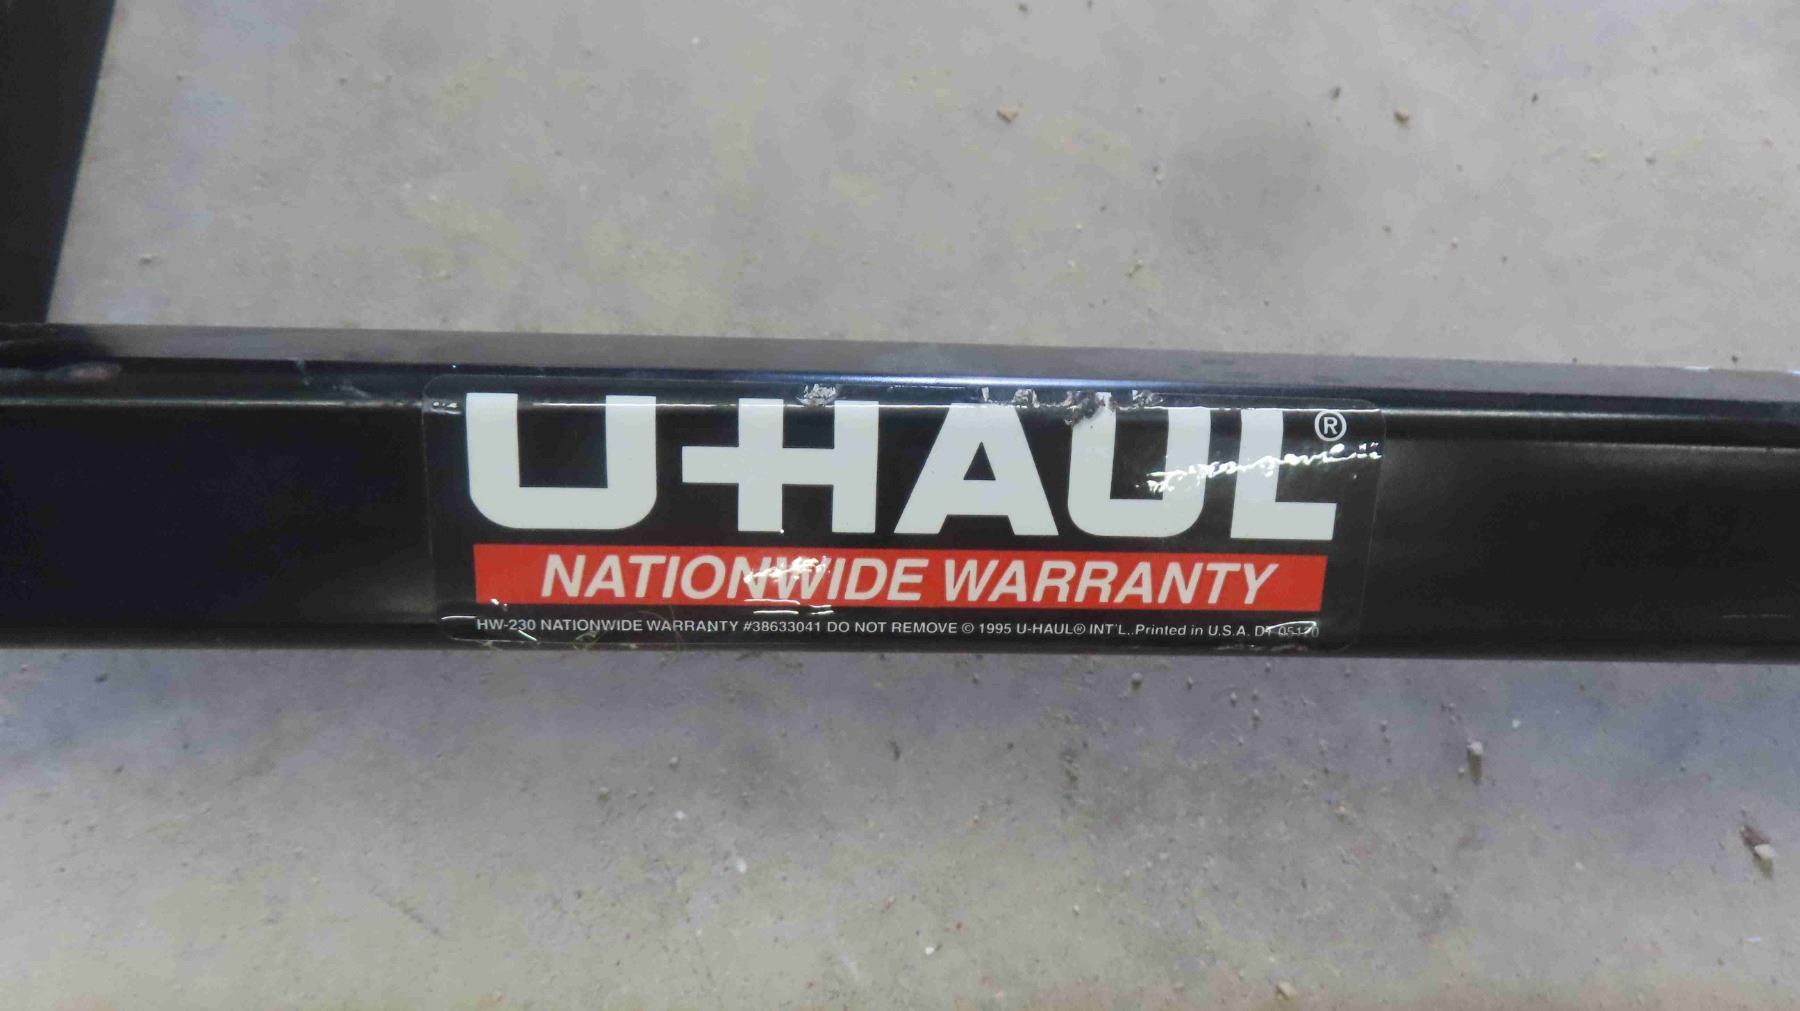 U-HAUL®
NATIONWIDE WARRANTY
HW-230 NATIONWIDE WARRANTY #38633041 DO NOT REMOVE © 1995 U-HAUL® INT'L..Printed in U.S.A.